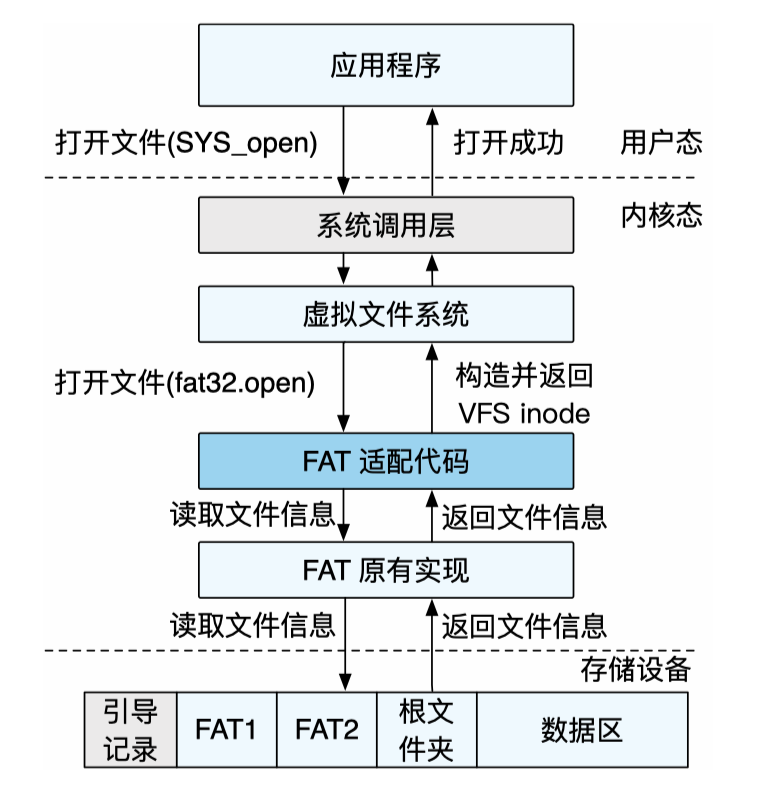 应用程序
打开文件(SYS_open)
打开成功
用户态
内核态
系统调用层
虚拟文件系统
打开文件(fat32.open)
构造并返回
VFS inode
FAT 适配代码
读取文件信息
返回文件信息
FAT 原有实现
读取文件信息
返回文件信息
存储设备
引导
记录
FAT1
FAT2
根文
件夹
数据区